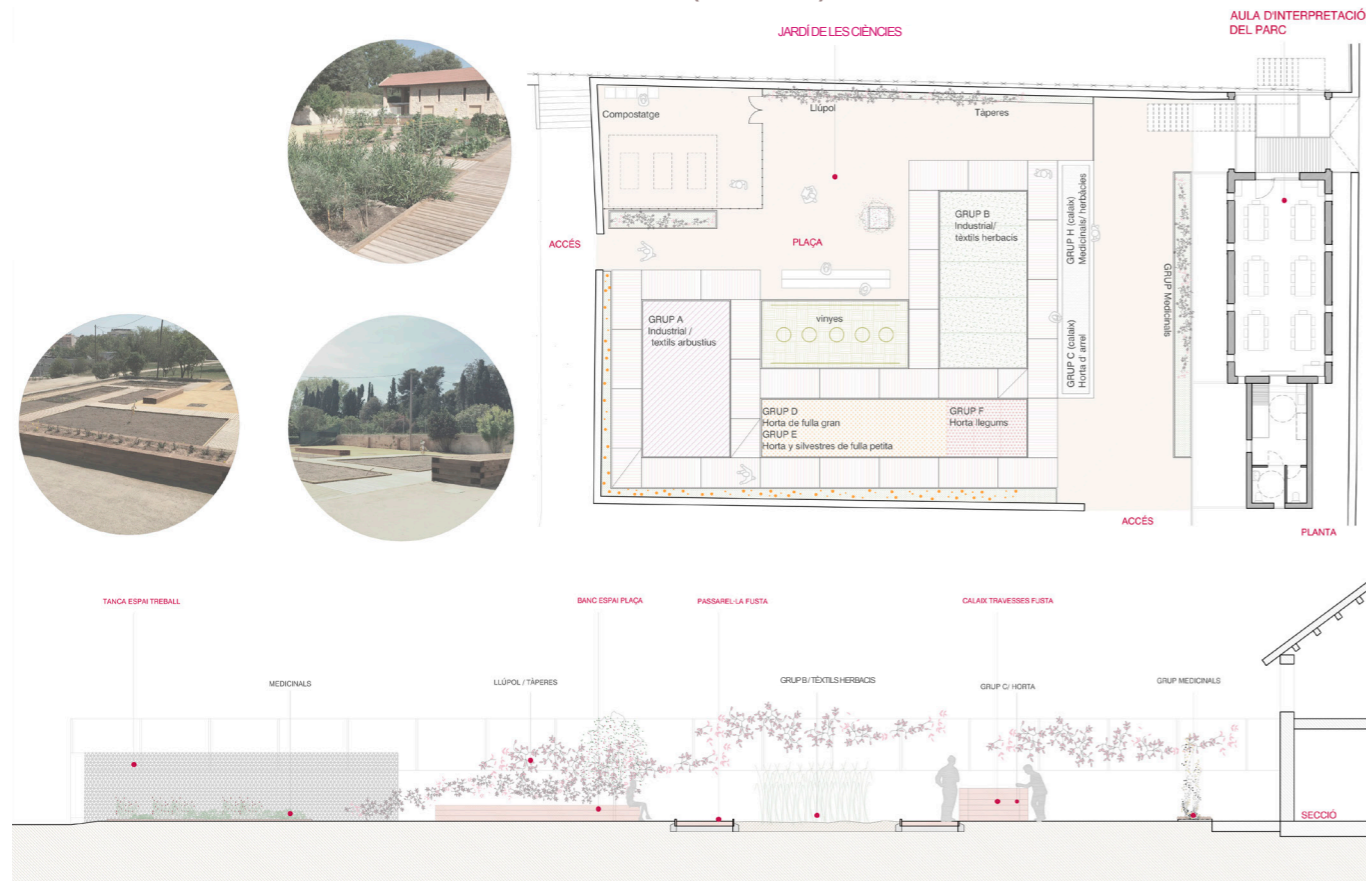 AULA D'INTERPRETACIÓ
DEL PARC
JARDÍ DE LES CIÈNCIES
Compostatge
Llúpol
Tàperes
ACCÉS
PLAÇA
GRUP B
Industrial/
tèxtils herbacis
GRUP H (calaix)
Medicinals/ herbàcies
GRUP C (calaix)
Horta d' arrel
GRUP Medicinals
GRUP A
Industrial /
textils arbustius
vinyes
GRUP D
Horta de fulla gran
GRUP E
Horta y silvestres de fulla petita
GRUP F
Horta llegums
ACCÉS
PLANTA
TANCA ESPAI TREBALL
BANC ESPAI PLAÇA
PASSAREL·LA FUSTA
CALAIX TRAVESSES FUSTA
MEDICINALS
LLÚPOL / TÀPERES
GRUP B / TÈXTILS HERBACIS
GRUP C/ HORTA
GRUP MEDICINALS
SECCIÓ